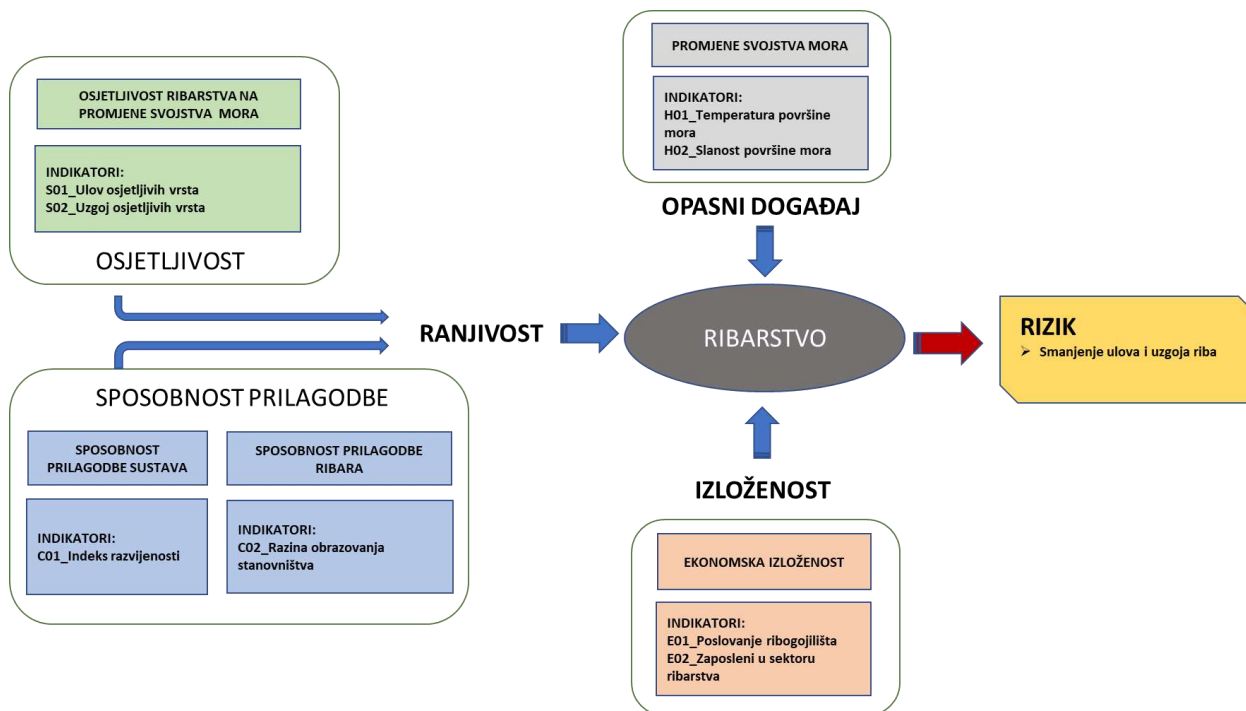 OSJETLJIVOST RIBARSTVA NA
PROMJENE SVOJSTVA MORA
INDIKATORI:
S01_Ulov osjetljivih vrsta
S02_Uzgoj osjetljivih vrsta
OSJETLJIVOST
PROMJENE SVOJSTVA MORA
INDIKATORI:
H01_Temperatura površine
mora
H02_Slanost površine mora
OPASNI DOGAĐAJ
RANJIVOST
RIBARSTVO
RIZIK
➢ Smanjenje ulova i uzgoja riba
SPOSOBNOST PRILAGODBE
SPOSOBNOST
PRILAGODBE SUSTAVA
INDIKATORI:
C01_Indeks razvijenosti
SPOSOBNOST PRILAGODBE
RIBARA
INDIKATORI:
C02_Razina obrazovanja
stanovništva
IZLOŽENOST
EKONOMSKA IZLOŽENOST
INDIKATORI:
E01_Poslovanje ribogojilišta
E02_Zaposleni u sektoru
ribarstva